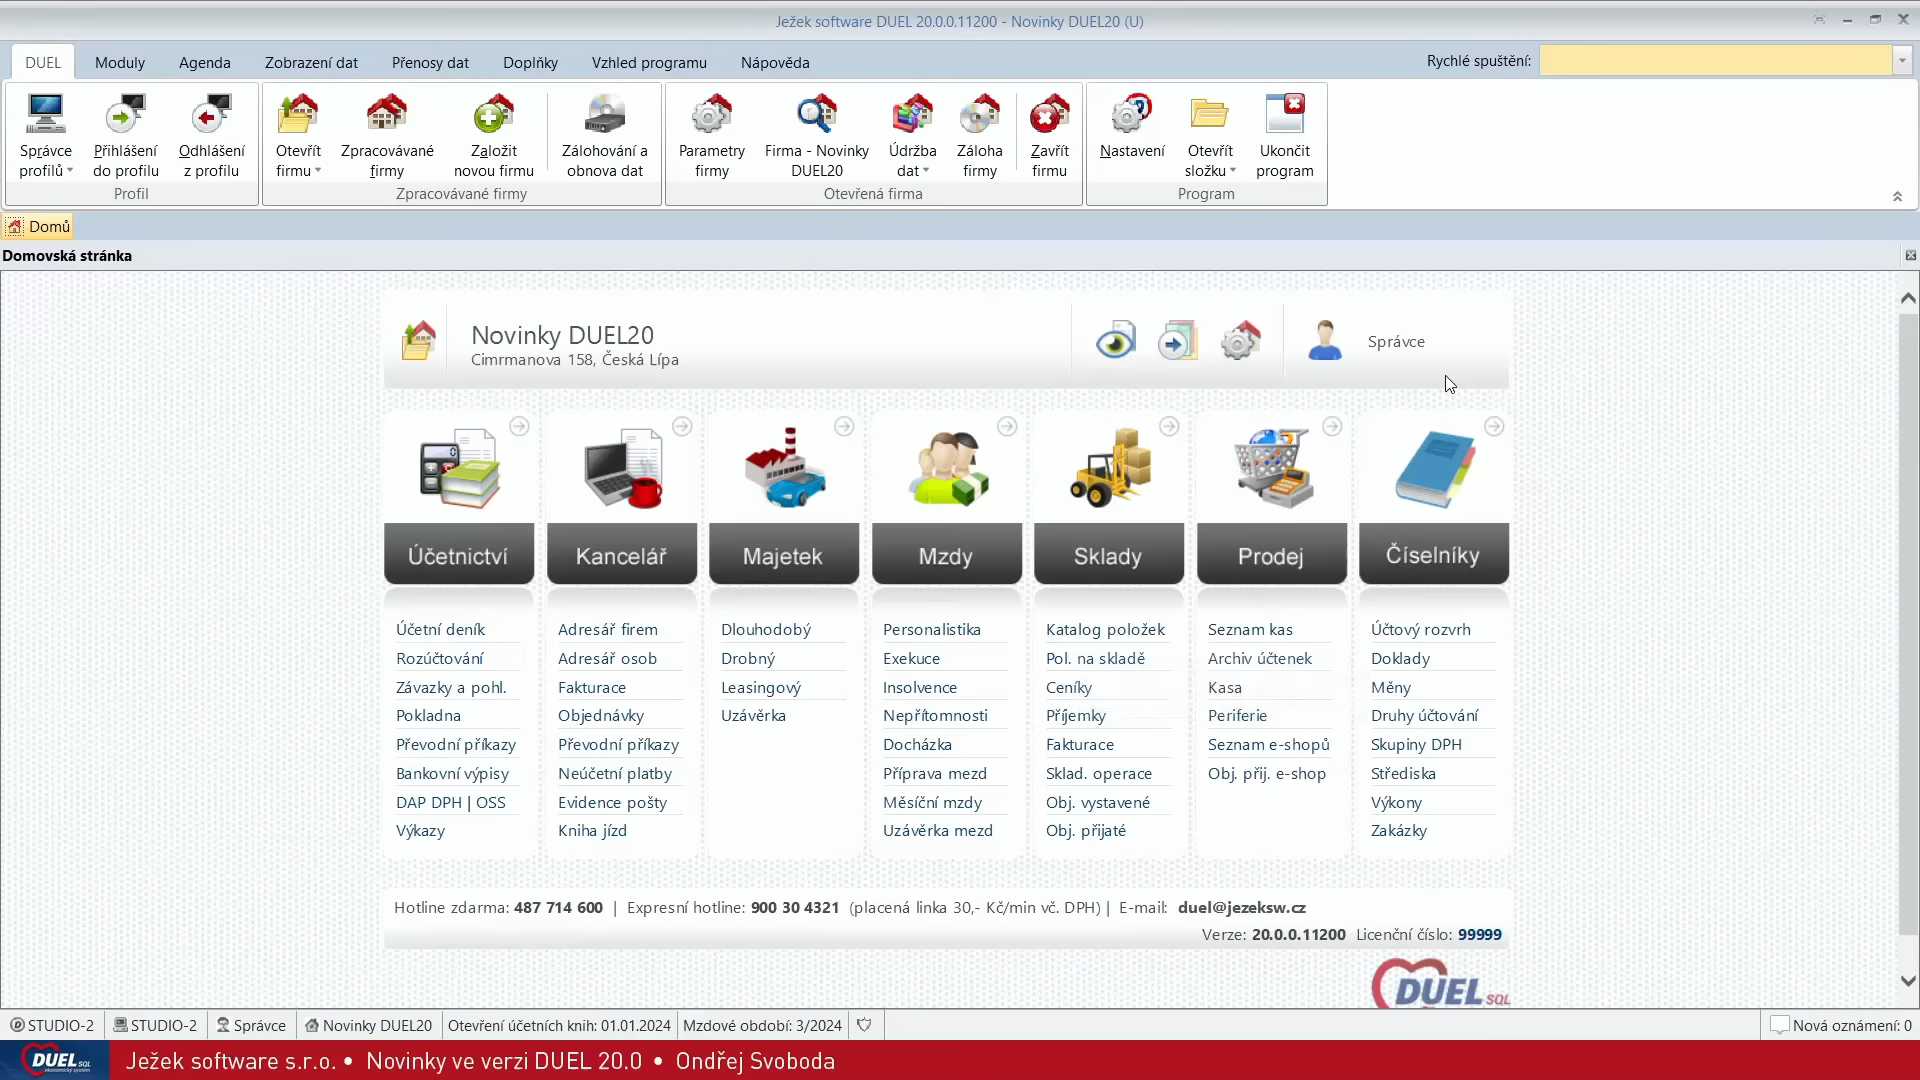 Ježek software DUEL 20.0.0.11200 - Novinky DUEL20 (U)
DUEL Moduly Agenda Zobrazení dat Přenosy dat Doplňky Vzhled programu Nápověda Rychlé spuštění:
Správce profilů
Přihlášení do profilu
Odhlášení z profilu
Profil
Otevřít firmu
Zpracovávané firmy
Založit novou firmu
Zálohování a obnova dat
Zpracovávané firmy
Parametry firmy
Firma - Novinky DUEL20
Údržba dat
Záloha firmy
Zavřít firmu
Otevřená firma
Nastavení
Otevřít složku
Ukončit program
Program
Domů
Domovská stránka
Novinky DUEL20
Cimrmanova 158, Česká Lípa
Správce
Účetnictví
Účetní deník
Rozúčtování
Závazky a pohl.
Pokladna
Převodní příkazy
Bankovní výpisy
DAP DPH | OSS
Výkazy
Kancelář
Adresář firem
Adresář osob
Fakturace
Objednávky
Převodní příkazy
Neúčetní platby
Evidence pošty
Kniha jízd
Majetek
Dlouhodobý
Drobný
Leasingový
Uzávěrka
Mzdy
Personalistika
Exekuce
Insolvence
Nepřítomnosti
Docházka
Příprava mezd
Měsíční mzdy
Uzávěrka mezd
Sklady
Katalog položek
Pol. na skladě
Ceníky
Příjemky
Fakturace
Sklad. operace
Obj. vystavené
Obj. přijaté
Prodej
Seznam kas
Archiv účtenek
Kasa
Periferie
Seznam e-shopů
Obj. přij. e-shop
Číselníky
Účtový rozvrh
Doklady
Měny
Druhy účtování
Skupiny DPH
Střediska
Výkony
Zakázky
Hotline zdarma: 487 714 600 | Expresní hotline: 900 30 4321 (placená linka 30,- Kč/min vč. DPH) | E-mail: duel@jezeksw.cz
Verze: 20.0.0.11200 Licenční číslo: 99999
DUEL SQL
STUDIO-2 STUDIO-2 Správce Novinky DUEL20 Otevření účetních knih: 01.01.2024 Mzdové období: 3/2024 Nová oznámení: 0
DUEL SQL
Ježek software s.r.o. • Novinky ve verzi DUEL 20.0 • Ondřej Svoboda